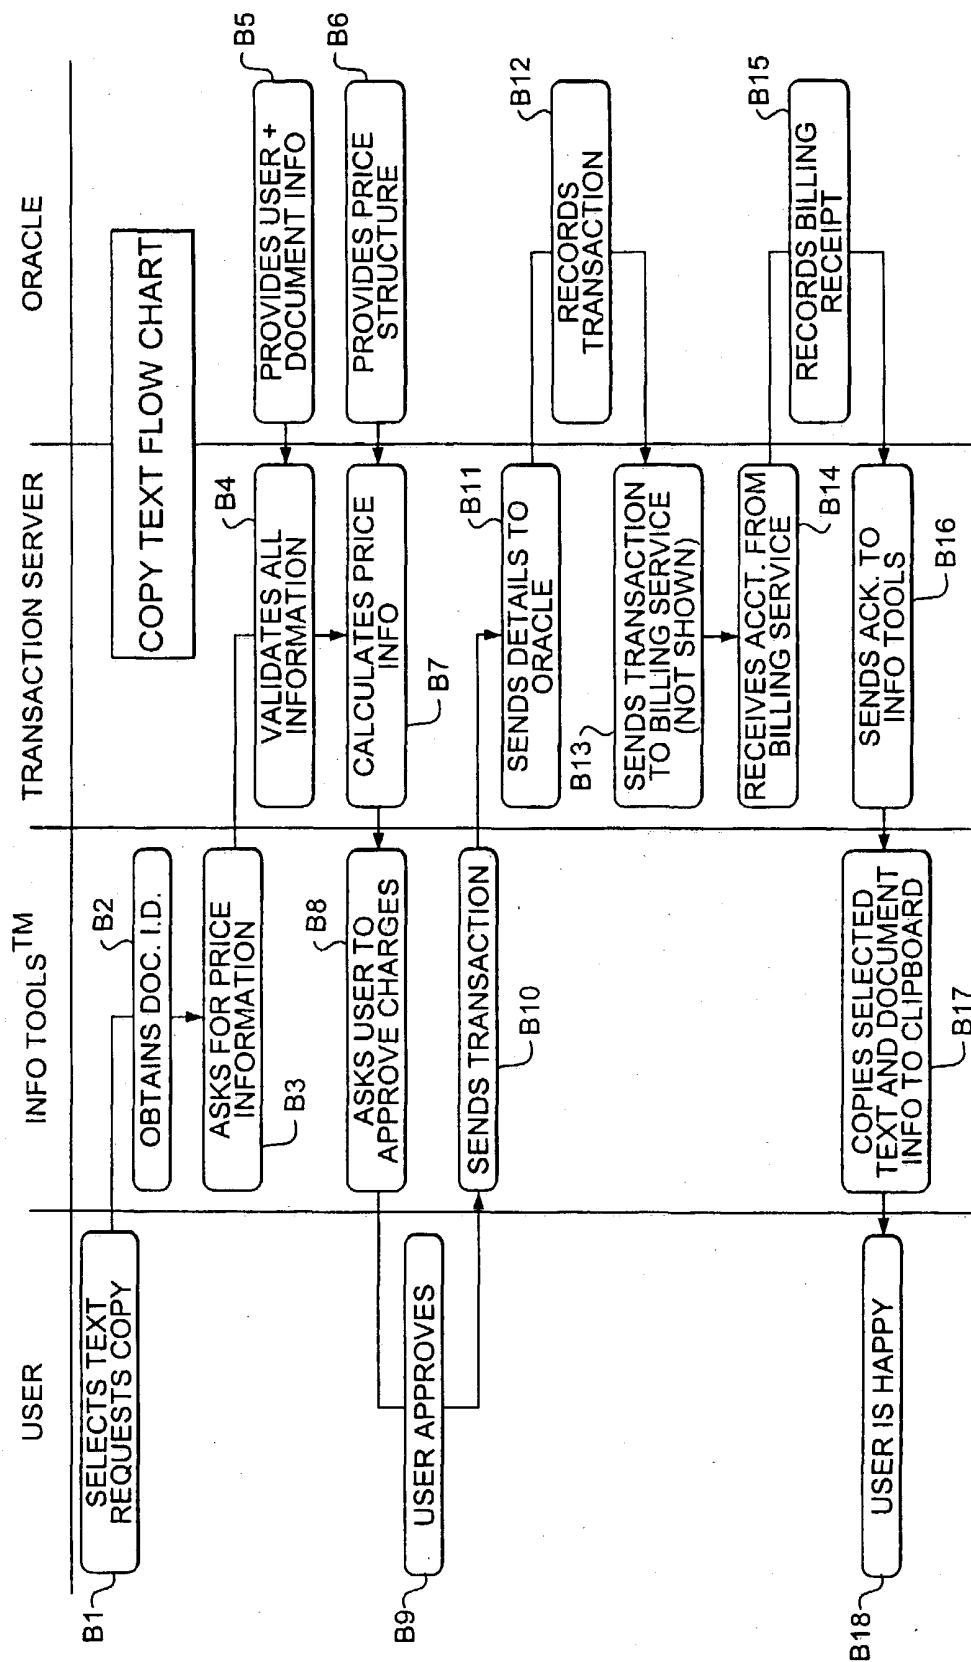 COPY TEXT FLOW CHART
USER
INFO TOOLS™
TRANSACTION SERVER
ORACLE
B1
SELECTS TEXT
REQUESTS COPY
B2
OBTAINS DOC. I.D.
ASKS FOR PRICE
INFORMATION
B3
B4
VALIDATES ALL
INFORMATION
B5
PROVIDES USER +
DOCUMENT INFO
B6
PROVIDES PRICE
STRUCTURE
CALCULATES PRICE
INFO
B7
B8
ASKS USER TO
APPROVE CHARGES
B9
USER APPROVES
SENDS TRANSACTION
B10
B11
SENDS DETAILS TO
ORACLE
B12
RECORDS
TRANSACTION
B13
SENDS TRANSACTION
TO BILLING SERVICE
(NOT SHOWN)
RECEIVES ACCT. FROM
BILLING SERVICE
B14
B15
RECORDS BILLING
RECEIPT
SENDS ACK. TO
INFO TOOLS
B16
COPIES SELECTED
TEXT AND DOCUMENT
INFO TO CLIPBOARD
B17
B18
USER IS HAPPY